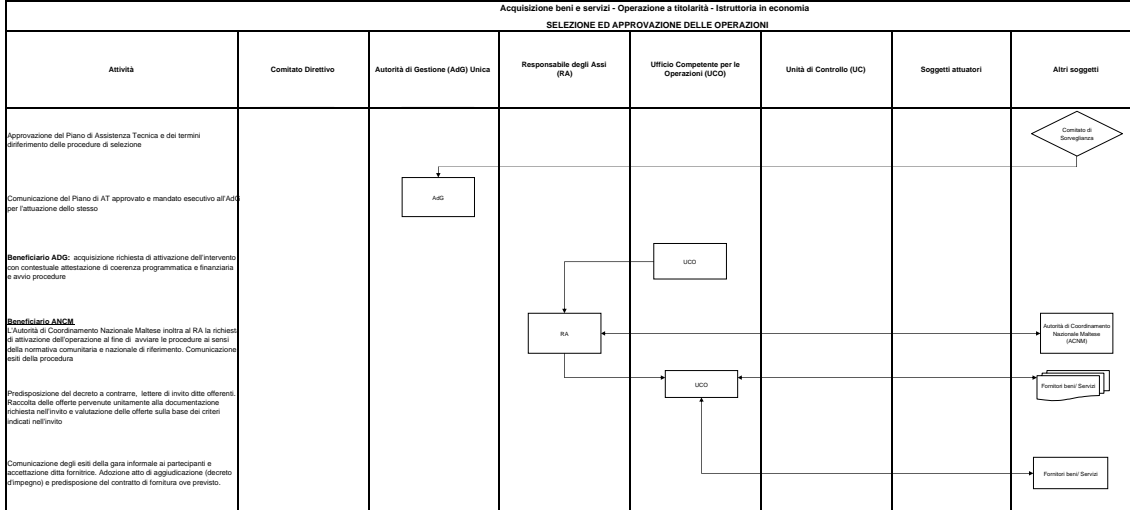 Acquisizione beni e servizi - Operazione a titolarità - Istruttoria in economia
SELEZIONE ED APPROVAZIONE DELLE OPERAZIONI
Attività
Comitato Direttivo
Autorità di Gestione (AdG) Unica
Responsabile degli Assi
(RA)
Ufficio Competente per le
Operazioni (UCO)
Unità di Controllo (UC)
Soggetti attuatori
Altri soggetti
Approvazione del Piano di Assistenza Tecnica e dei termini
diriferimento delle procedure di selezione
Comitato di
Sorveglianza
Comunicazione del Piano di AT approvato e mandato esecutivo all'AdG
per l'attuazione dello stesso
AdG
Beneficiario ADG: acquisizione richiesta di attivazione dell'intervento
con contestuale attestazione di coerenza programmatica e finanziaria
e avvio procedure
UCO
Beneficiario ANCM
L'Autorità di Coordinamento Nazionale Maltese inoltra al RA la richiesta
di attivazione dell'operazione al fine di avviare le procedure ai sensi
della normativa comunitaria e nazionale di riferimento. Comunicazione
esiti della procedura
RA
Autorità di Coordinamento
Nazionale Maltese
(ACNM)
Predisposizione del decreto a contrarre, lettere di invito ditte offerenti.
Raccolta delle offerte pervenute unitamente alla documentazione
richiesta nell'invito e valutazione delle offerte sulla base dei criteri
indicati nell'invito
UCO
Fornitori beni/ Servizi
Comunicazione degli esiti della gara informale ai partecipanti e
accettazione ditta fornitrice. Adozione atto di aggiudicazione (decreto
d'impegno) e predisposizione del contratto di fornitura ove previsto.
Fornitori beni/ Servizi